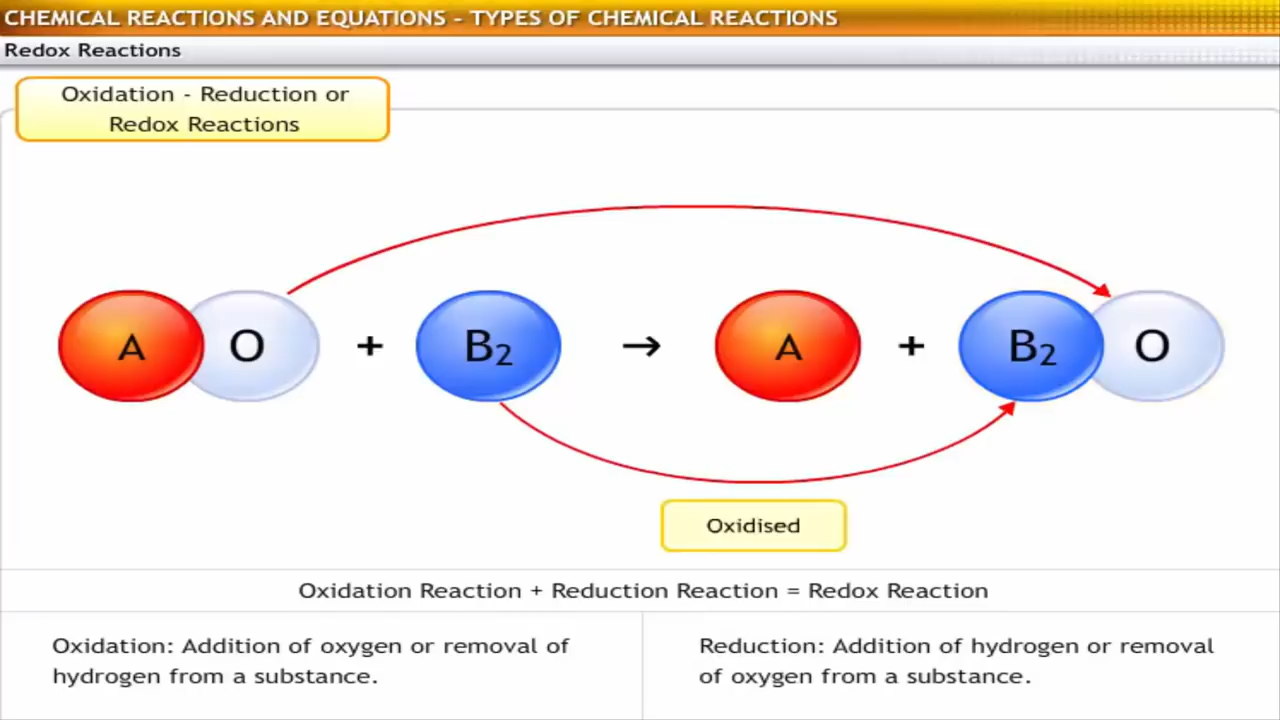 CHEMICAL REACTIONS AND EQUATIONS - TYPES OF CHEMICAL REACTIONS
Redox Reactions
Oxidation - Reduction or
Redox Reactions
A O + B₂ → A + B₂ O
Oxidised
Oxidation Reaction + Reduction Reaction = Redox Reaction
Oxidation: Addition of oxygen or removal of
hydrogen from a substance.
Reduction: Addition of hydrogen or removal
of oxygen from a substance.